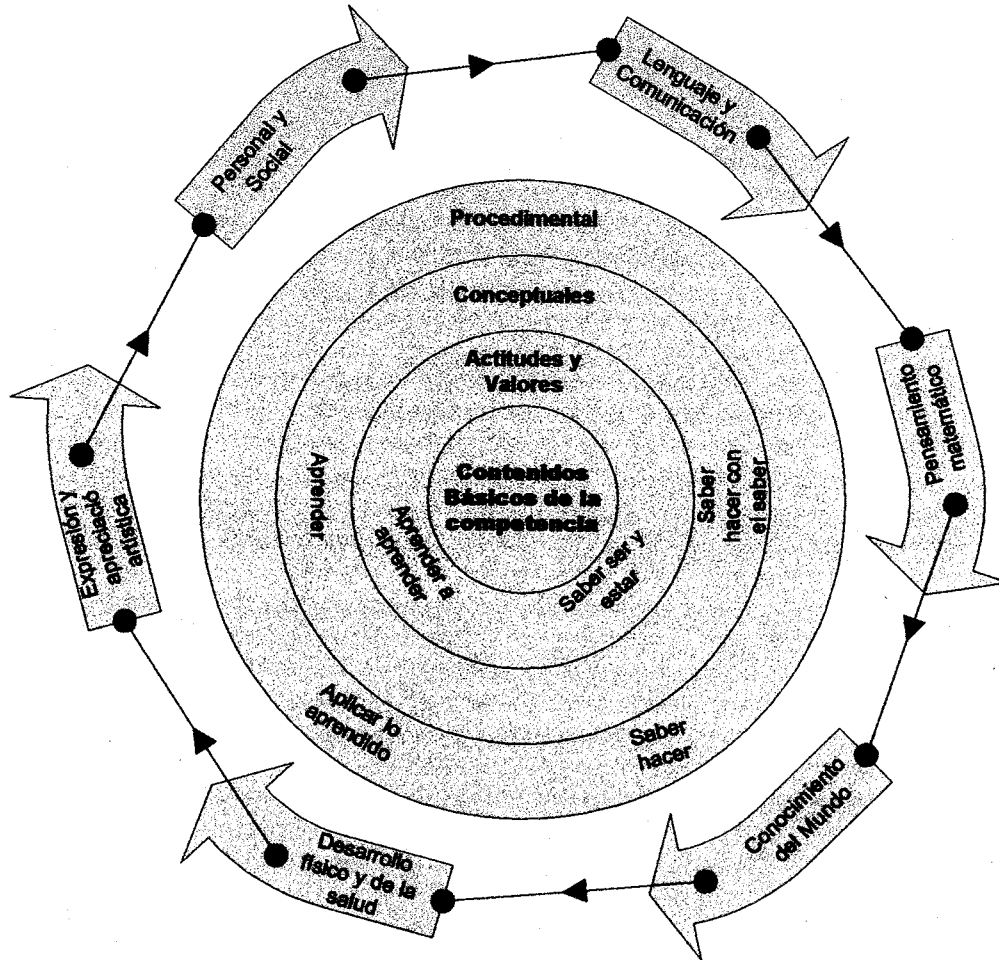 Personal y
Social
Lenguaje y
Comunicación
Pensamiento
matemático
Conocimiento
del Mundo
Desarrollo
físico y de la
salud
Expresión y
apreciació
artística
Procedimental
Conceptuales
Actitudes y
Valores
Contenidos
Básicos de la
competencia
Aprender
Aprender a
aprender
Saber ser y
estar
Saber
hacer con
el saber
Aplicar lo
aprendido
Saber
hacer